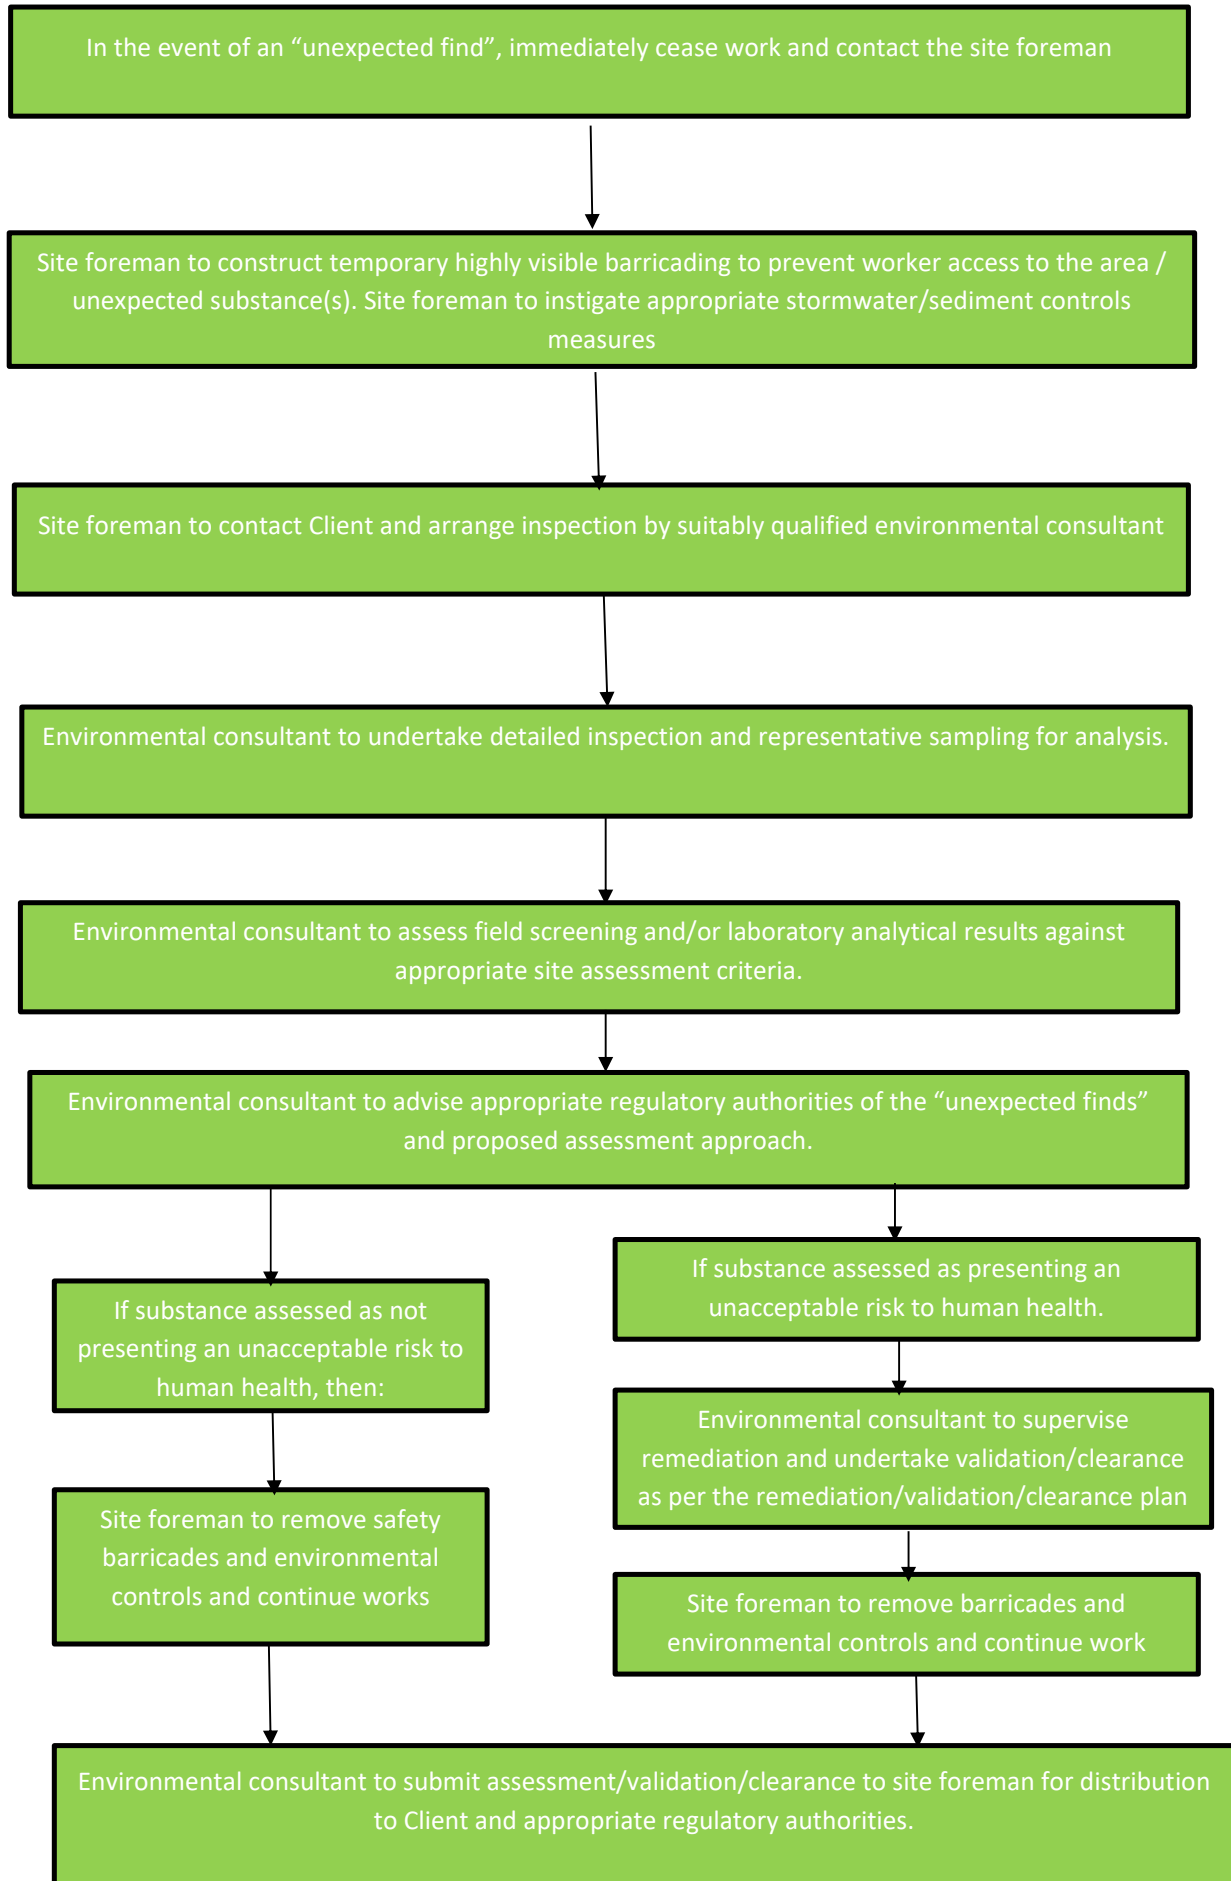 In the event of an “unexpected find”, immediately cease work and contact the site foreman
Site foreman to construct temporary highly visible barricading to prevent worker access to the area /
unexpected substance(s). Site foreman to instigate appropriate stormwater/sediment controls
measures
Site foreman to contact Client and arrange inspection by suitably qualified environmental consultant
Environmental consultant to undertake detailed inspection and representative sampling for analysis.
Environmental consultant to assess field screening and/or laboratory analytical results against
appropriate site assessment criteria.
Environmental consultant to advise appropriate regulatory authorities of the “unexpected finds”
and proposed assessment approach.
If substance assessed as not
presenting an unacceptable risk to
human health, then:
Site foreman to remove safety
barricades and environmental
controls and continue works
If substance assessed as presenting an
unacceptable risk to human health.
Environmental consultant to supervise
remediation and undertake validation/clearance
as per the remediation/validation/clearance plan
Site foreman to remove barricades and
environmental controls and continue work
Environmental consultant to submit assessment/validation/clearance to site foreman for distribution
to Client and appropriate regulatory authorities.